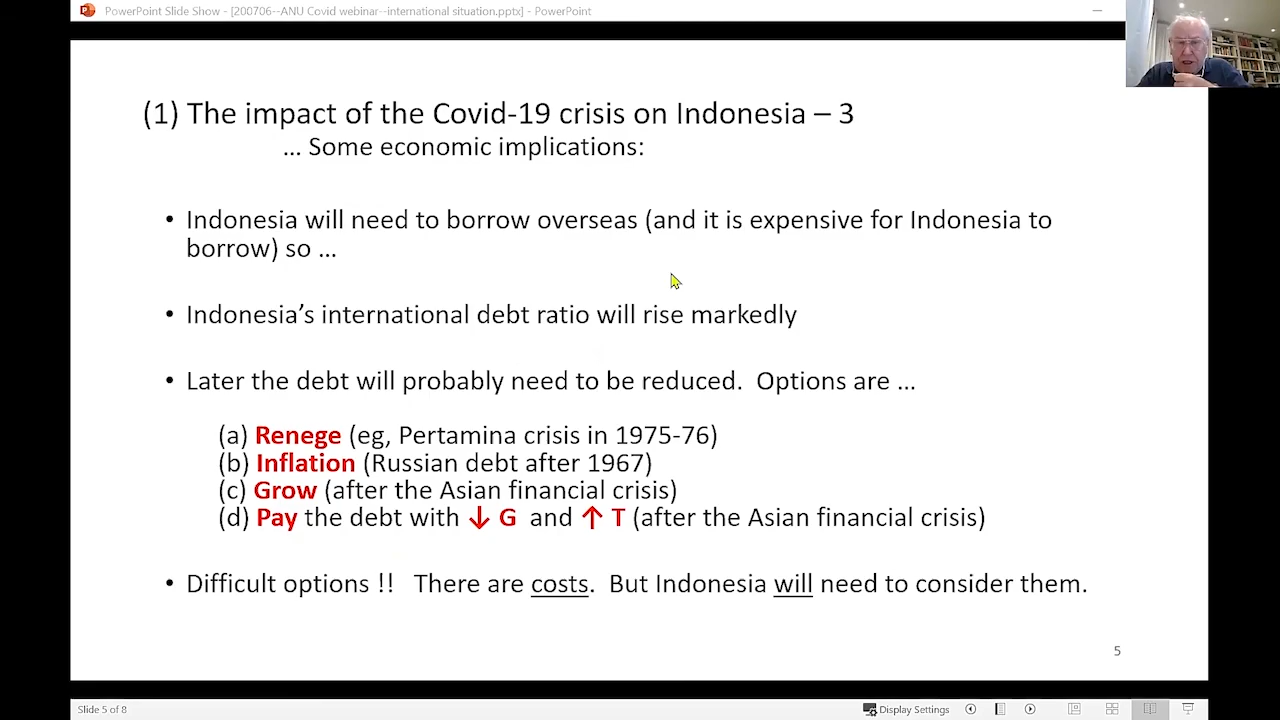 PowerPoint Slide Show - [200706--ANU Covid webinar--international situation.pptx] - PowerPoint
(1) The impact of the Covid-19 crisis on Indonesia – 3
… Some economic implications:
• Indonesia will need to borrow overseas (and it is expensive for Indonesia to
borrow) so …
• Indonesia’s international debt ratio will rise markedly
• Later the debt will probably need to be reduced.  Options are …
(a) Renege (eg, Pertamina crisis in 1975-76)
(b) Inflation (Russian debt after 1967)
(c) Grow (after the Asian financial crisis)
(d) Pay the debt with ↓ G  and ↑ T (after the Asian financial crisis)
• Difficult options !!   There are costs.  But Indonesia will need to consider them.
5
Slide 5 of 8
Display Settings